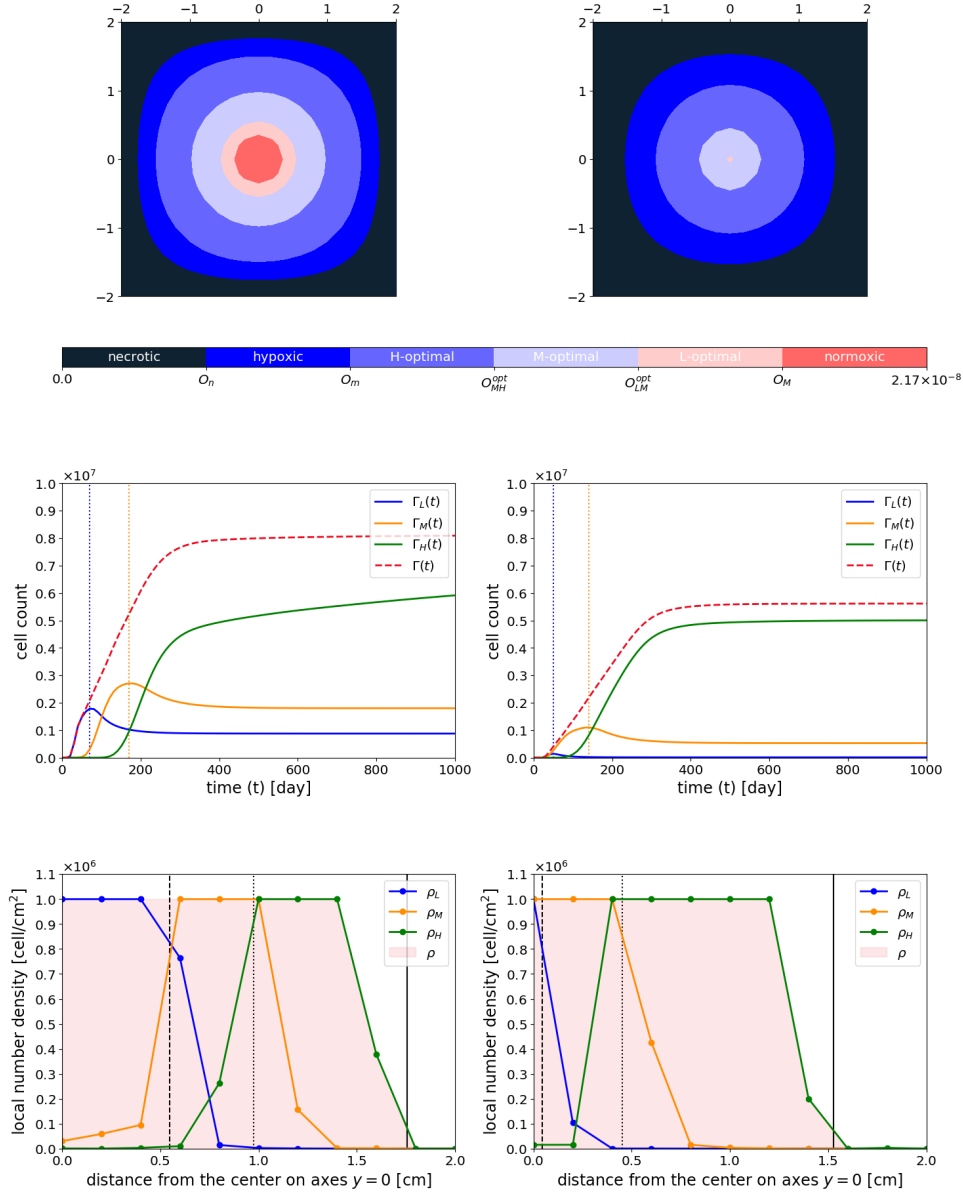 −2 −1 0 1 2
−2 −1 0 1 2
2
1
0
−1
−2
2
1
0
−1
−2
necrotic hypoxic H-optimal M-optimal L-optimal normoxic
0.0 O_n O_m O_{MH}^{opt} O_{LM}^{opt} O_M 2.17×10^{−8}
×10^7
1.0
0.9
0.8
0.7
0.6
0.5
0.4
0.3
0.2
0.1
0.0
cell count
Γ_L(t)
Γ_M(t)
Γ_H(t)
Γ(t)
0 200 400 600 800 1000
time (t) [day]
×10^7
1.0
0.9
0.8
0.7
0.6
0.5
0.4
0.3
0.2
0.1
0.0
cell count
Γ_L(t)
Γ_M(t)
Γ_H(t)
Γ(t)
0 200 400 600 800 1000
time (t) [day]
×10^6
1.1
1.0
0.9
0.8
0.7
0.6
0.5
0.4
0.3
0.2
0.1
0.0
local number density [cell/cm^2]
ρ_L
ρ_M
ρ_H
ρ
0.0 0.5 1.0 1.5 2.0
distance from the center on axes y = 0 [cm]
×10^6
1.1
1.0
0.9
0.8
0.7
0.6
0.5
0.4
0.3
0.2
0.1
0.0
local number density [cell/cm^2]
ρ_L
ρ_M
ρ_H
ρ
0.0 0.5 1.0 1.5 2.0
distance from the center on axes y = 0 [cm]